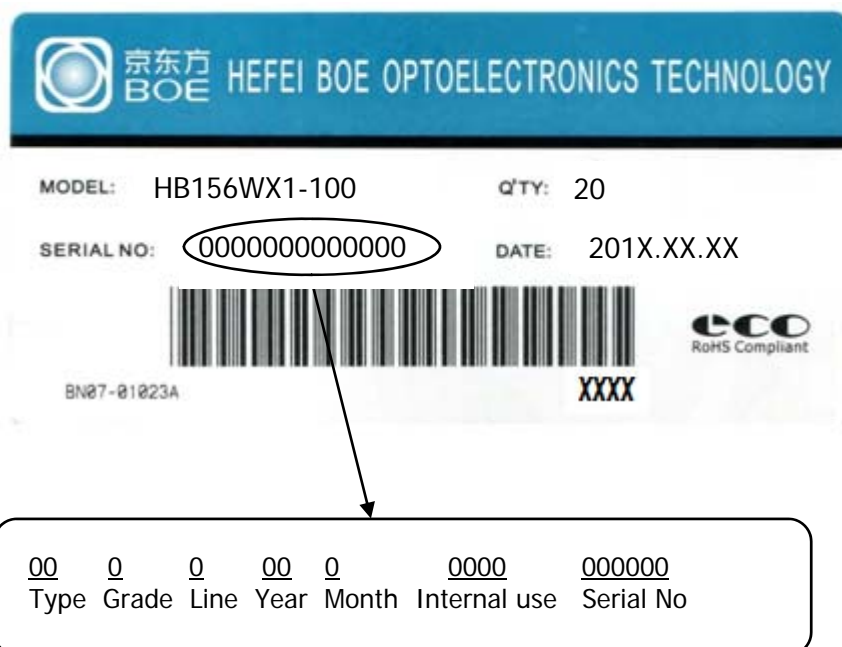 京东方
BOE HEFEI BOE OPTOELECTRONICS TECHNOLOGY
MODEL: HB156WX1-100 Q'TY: 20
SERIAL NO: 0000000000000 DATE: 201X.XX.XX
eco
RoHS Compliant
BN07-01023A XXXX
00 0 0 00 0 0000 000000
Type Grade Line Year Month Internal use Serial No